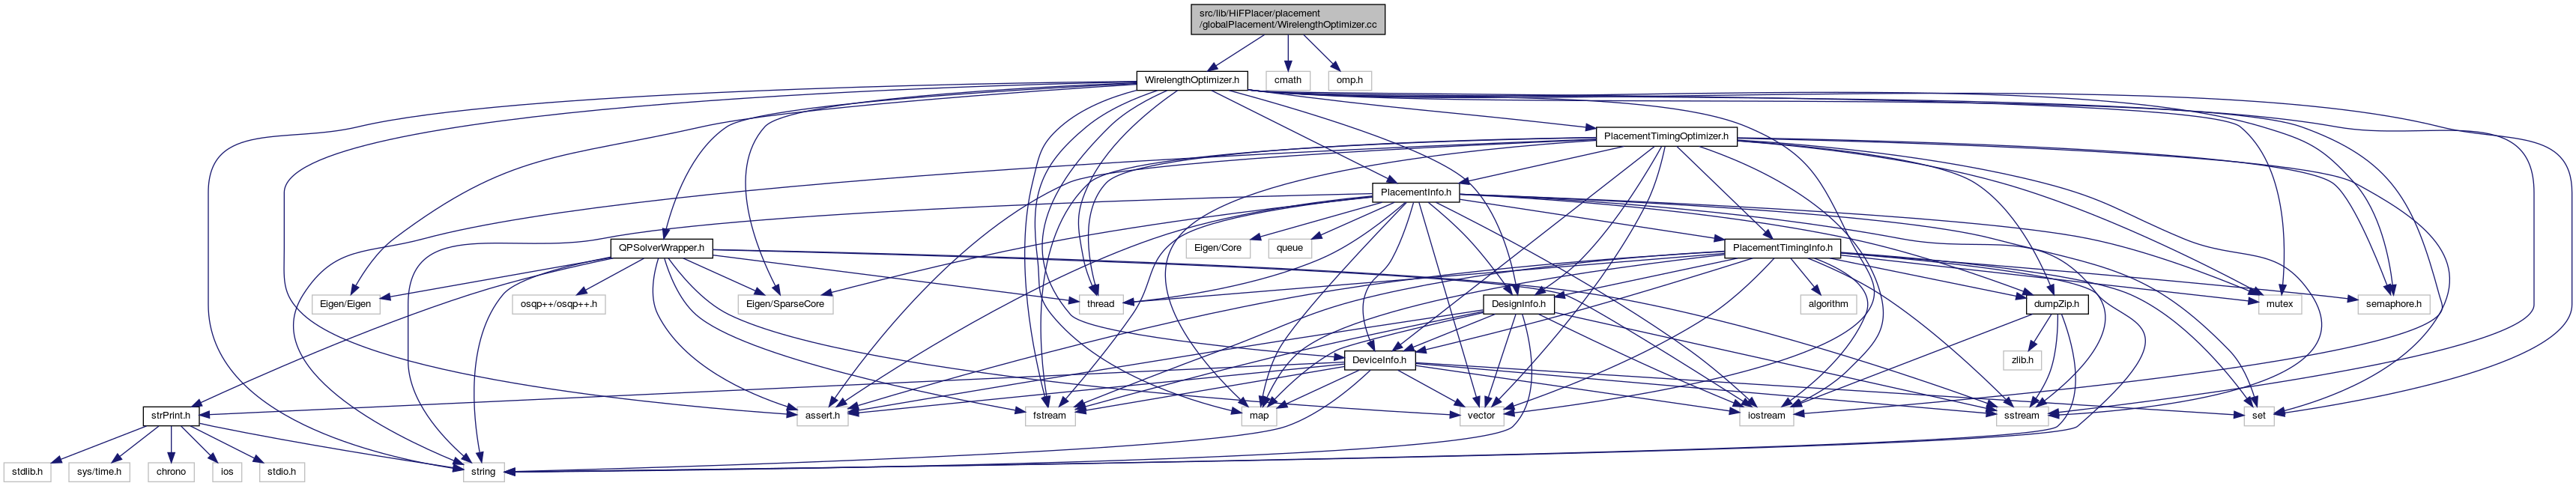 src/lib/HiFPlacer/placement
/globalPlacement/WirelengthOptimizer.cc
WirelengthOptimizer.h
cmath
omp.h
PlacementTimingOptimizer.h
PlacementInfo.h
QPSolverWrapper.h
Eigen/Core
queue
PlacementTimingInfo.h
Eigen/Eigen
osqp++/osqp++.h
Eigen/SparseCore
thread
DesignInfo.h
algorithm
dumpZip.h
mutex
semaphore.h
DeviceInfo.h
zlib.h
strPrint.h
assert.h
fstream
map
vector
iostream
sstream
set
stdlib.h
sys/time.h
chrono
ios
stdio.h
string